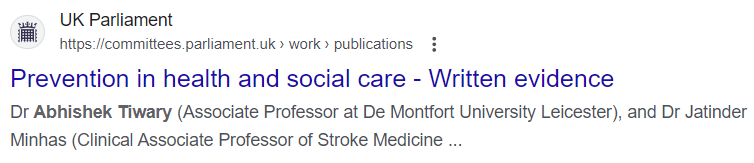 UK Parliament
https://committees.parliament.uk › work › publications
Prevention in health and social care - Written evidence
Dr Abhishek Tiwary (Associate Professor at De Montfort University Leicester), and Dr Jatinder
Minhas (Clinical Associate Professor of Stroke Medicine ...